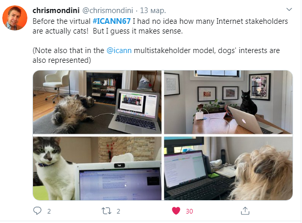 chrismondini @chrismondini · 13 мар.
Before the virtual #ICANN67 I had no idea how many Internet stakeholders
are actually cats! But I guess it makes sense.
(Note also that in the @icann multistakeholder model, dogs' interests are
also represented)
2 2 30